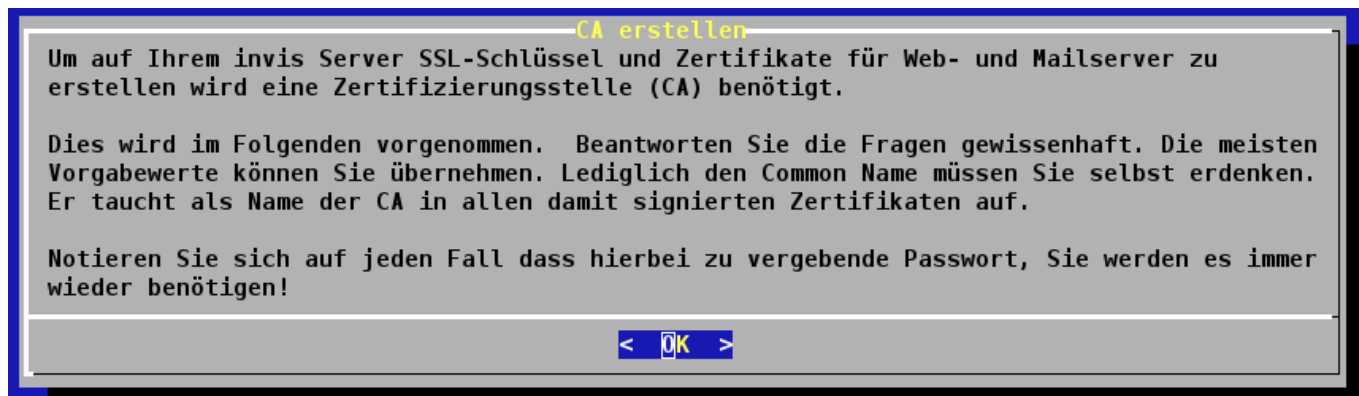 CA erstellen
Um auf Ihrem invis Server SSL-Schlüssel und Zertifikate für Web- und Mailserver zu
erstellen wird eine Zertifizierungsstelle (CA) benötigt.
Dies wird im Folgenden vorgenommen.  Beantworten Sie die Fragen gewissenhaft. Die meisten
Vorgabewerte können Sie übernehmen. Lediglich den Common Name müssen Sie selbst erdenken.
Er taucht als Name der CA in allen damit signierten Zertifikaten auf.
Notieren Sie sich auf jeden Fall dass hierbei zu vergebende Passwort, Sie werden es immer
wieder benötigen!
<  OK  >